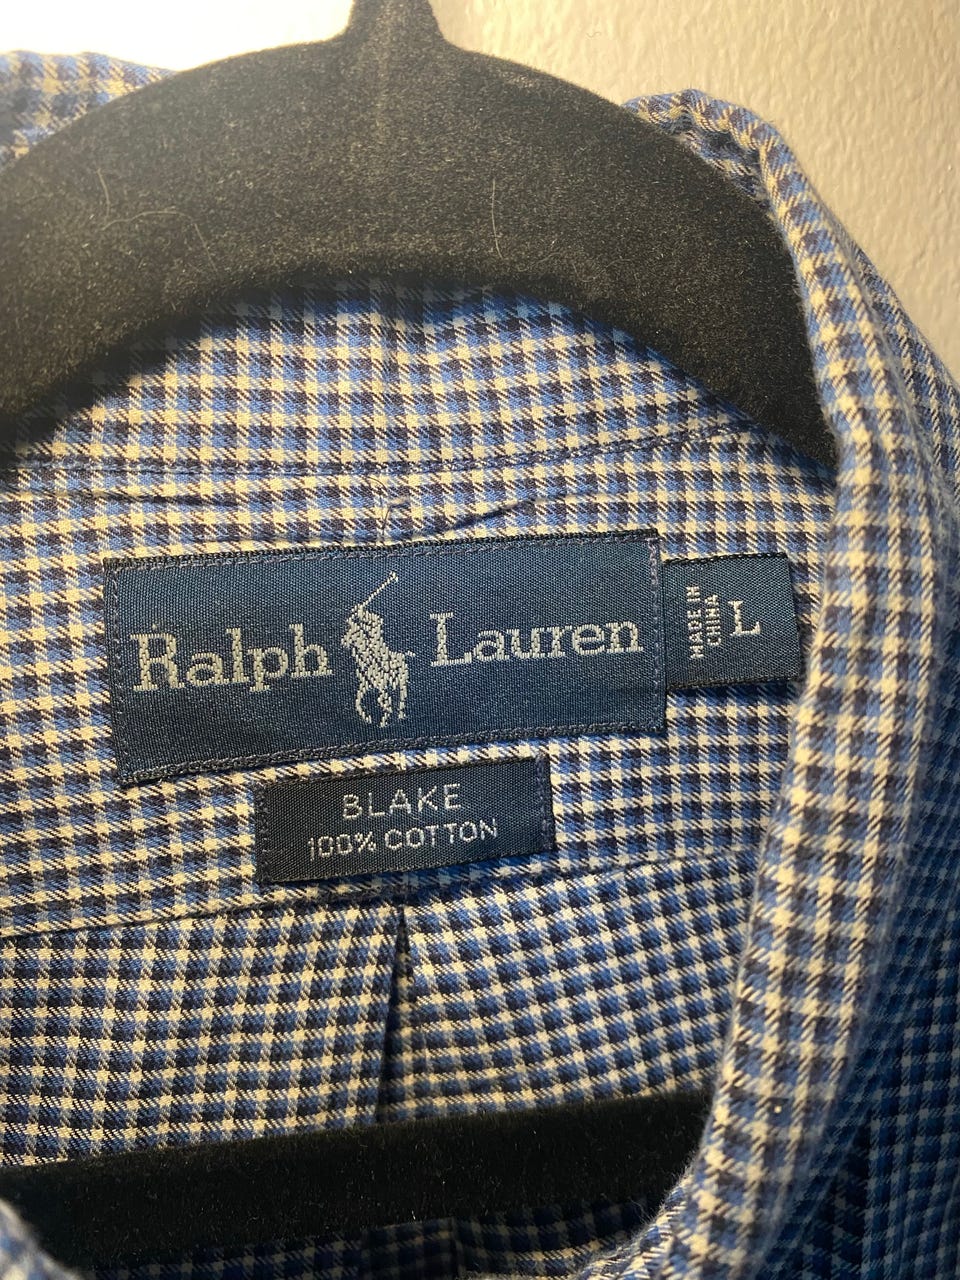 Ralph Lauren
MADE IN
CHINA
L
BLAKE
100% COTTON